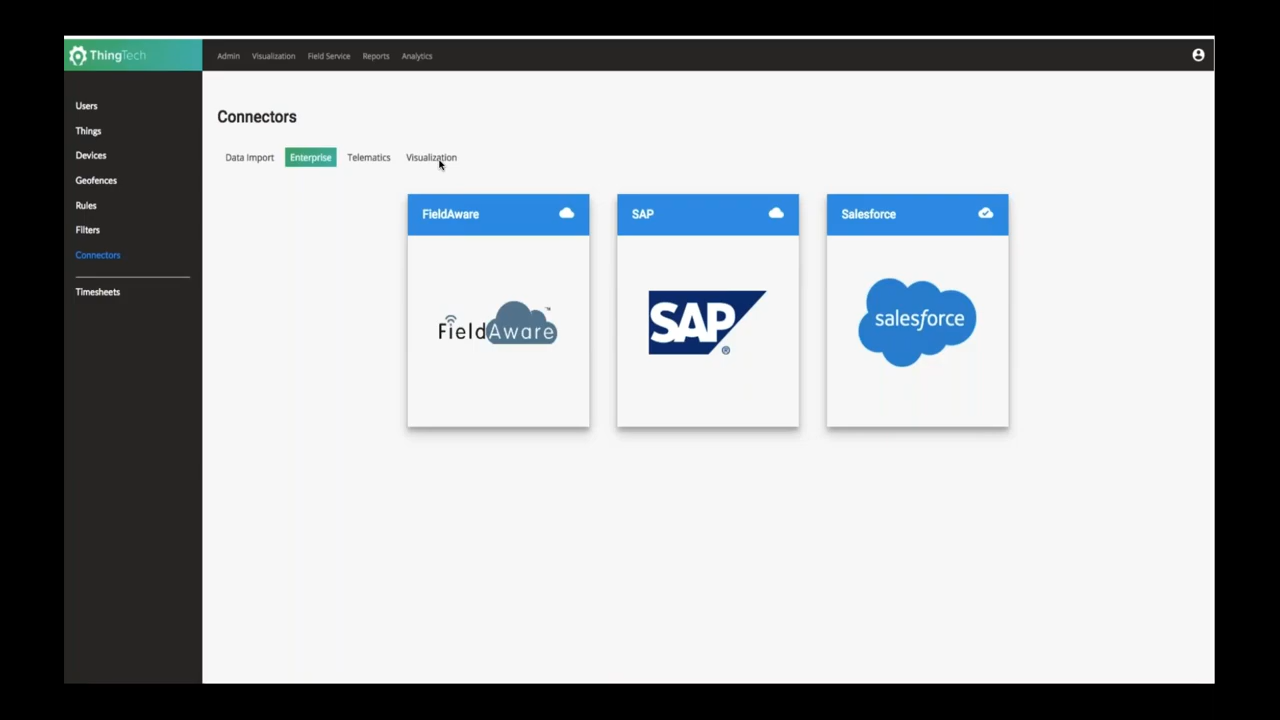 ThingTech
Admin Visualization Field Service Reports Analytics
Users
Things
Devices
Geofences
Rules
Filters
Connectors
Timesheets
Connectors
Data Import Enterprise Telematics Visualization
FieldAware
FieldAware™
SAP
SAP®
Salesforce
salesforce